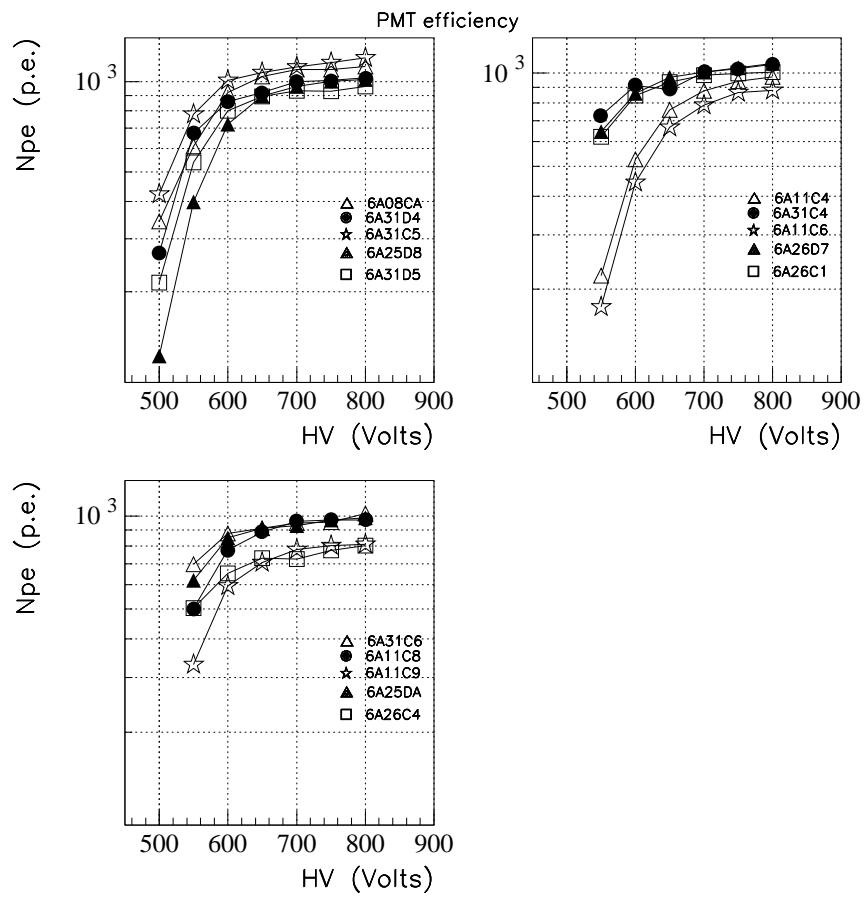 PMT efficiency
Npe (p.e.)
10 3
6A08CA
6A31D4
6A31C5
6A25D8
6A31D5
500 600 700 800 900
HV (Volts)
10 3
6A11C4
6A31C4
6A11C6
6A26D7
6A26C1
500 600 700 800 900
HV (Volts)
Npe (p.e.)
10 3
6A31C6
6A11C8
6A11C9
6A25DA
6A26C4
500 600 700 800 900
HV (Volts)